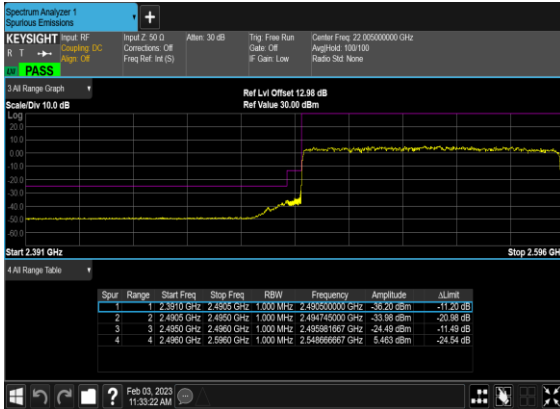 Spectrum Analyzer 1
Spurious Emissions
+
KEYSIGHT Input: RF Input Z: 50 Ω Atten: 30 dB Trig: Free Run Center Freq: 22.005000000 GHz
R T Coupling: DC Corrections: Off Gate: Off Avg|Hold: 100/100
Align: Off Freq Ref: Int (S) IF Gain: Low Radio Std: None
PASS
3 All Range Graph
Ref Lvl Offset 12.98 dB
Scale/Div 10.0 dB Ref Value 30.00 dBm
Log
20.0
10.0
0.00
-10.0
-20.0
-30.0
-40.0
-50.0
-60.0
Start 2.391 GHz Stop 2.596 GH
4 All Range Table
Spur Range Start Freq Stop Freq RBW Frequency Amplitude ΔLimit
1 1 2.3910 GHz 2.4905 GHz 1.000 MHz 2.490500000 GHz -36.20 dBm -11.20 dB
2 2 2.4905 GHz 2.4950 GHz 1.000 MHz 2.494745000 GHz -33.98 dBm -20.98 dB
3 3 2.4950 GHz 2.4960 GHz 1.000 MHz 2.495981667 GHz -24.49 dBm -11.49 dB
4 4 2.4960 GHz 2.5960 GHz 1.000 MHz 2.548666667 GHz 5.463 dBm -24.54 dB
?
Feb 03, 2023
11:33:22 AM